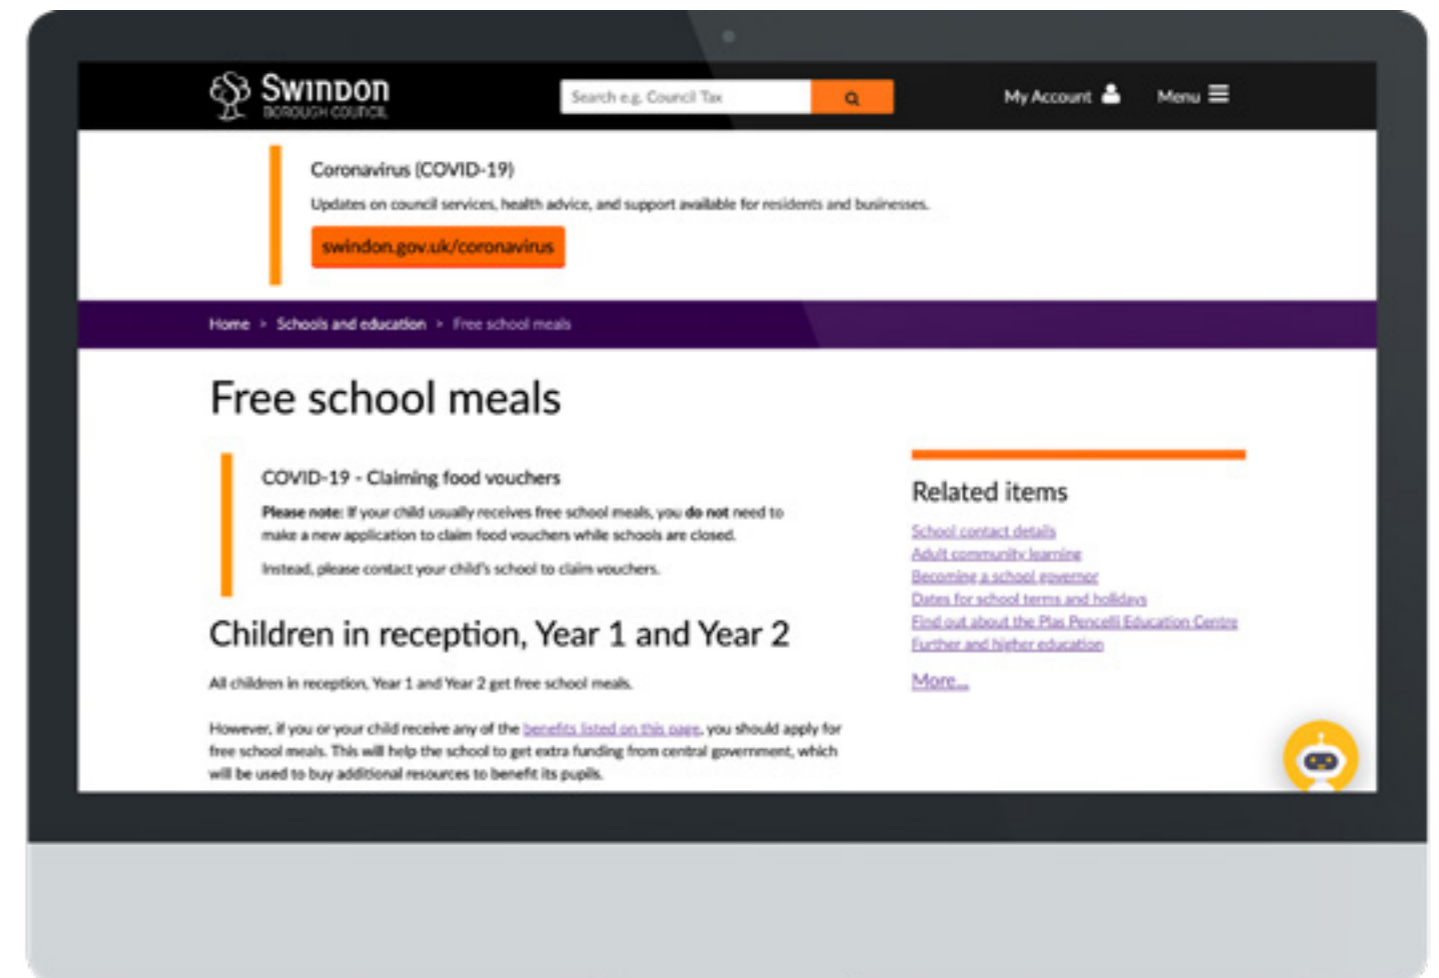 Swindon
BOROUGH COUNCIL
Search e.g. Council Tax
My Account
Menu
Coronavirus (COVID-19)
Updates on council services, health advice, and support available for residents and businesses.
swindon.gov.uk/coronavirus
Home > Schools and education > Free school meals
Free school meals
COVID-19 - Claiming food vouchers
Please note: If your child usually receives free school meals, you do not need to
make a new application to claim food vouchers while schools are closed.
Instead, please contact your child's school to claim vouchers.
Children in reception, Year 1 and Year 2
All children in reception, Year 1 and Year 2 get free school meals.
However, if you or your child receive any of the benefits listed on this page, you should apply for
free school meals. This will help the school to get extra funding from central government, which
will be used to buy additional resources to benefit its pupils.
Related items
School contact details
Adult community learning
Becoming a school governor
Dates for school terms and holidays
Find out about the Plas Pencelli Education Centre
Further and higher education
More...